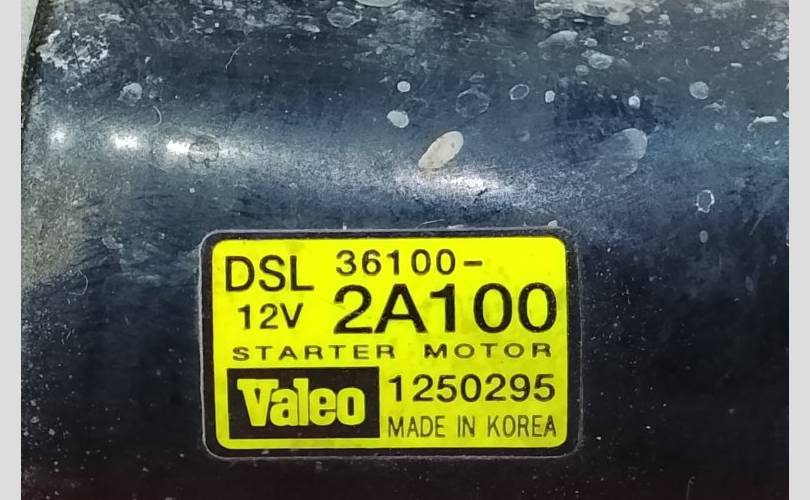 DSL 36100-
12V 2A100
STARTER MOTOR
Valeo 1250295
MADE IN KOREA